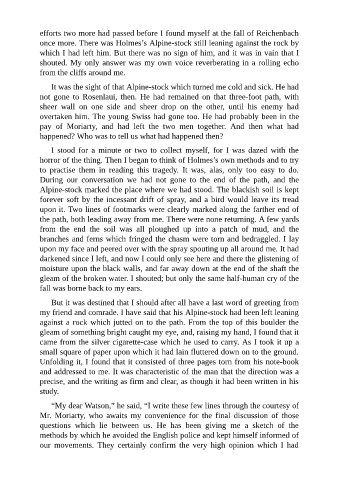 efforts two more had passed before I found myself at the fall of Reichenbach
once more. There was Holmes's Alpine-stock still leaning against the rock by
which I had left him. But there was no sign of him, and it was in vain that I
shouted. My only answer was my own voice reverberating in a rolling echo
from the cliffs around me.
It was the sight of that Alpine-stock which turned me cold and sick. He had
not gone to Rosenlaui, then. He had remained on that three-foot path, with
sheer wall on one side and sheer drop on the other, until his enemy had
overtaken him. The young Swiss had gone too. He had probably been in the
pay of Moriarty, and had left the two men together. And then what had
happened? Who was to tell us what had happened then?
I stood for a minute or two to collect myself, for I was dazed with the
horror of the thing. Then I began to think of Holmes's own methods and to try
to practise them in reading this tragedy. It was, alas, only too easy to do.
During our conversation we had not gone to the end of the path, and the
Alpine-stock marked the place where we had stood. The blackish soil is kept
forever soft by the incessant drift of spray, and a bird would leave its tread
upon it. Two lines of footmarks were clearly marked along the farther end of
the path, both leading away from me. There were none returning. A few yards
from the end the soil was all ploughed up into a patch of mud, and the
branches and ferns which fringed the chasm were torn and bedraggled. I lay
upon my face and peered over with the spray spouting up all around me. It had
darkened since I left, and now I could only see here and there the glistening of
moisture upon the black walls, and far away down at the end of the shaft the
gleam of the broken water. I shouted; but only the same half-human cry of the
fall was borne back to my ears.
But it was destined that I should after all have a last word of greeting from
my friend and comrade. I have said that his Alpine-stock had been left leaning
against a rock which jutted on to the path. From the top of this boulder the
gleam of something bright caught my eye, and, raising my hand, I found that it
came from the silver cigarette-case which he used to carry. As I took it up a
small square of paper upon which it had lain fluttered down on to the ground.
Unfolding it, I found that it consisted of three pages torn from his note-book
and addressed to me. It was characteristic of the man that the direction was a
precise, and the writing as firm and clear, as though it had been written in his
study.
“My dear Watson,” he said, “I write these few lines through the courtesy of
Mr. Moriarty, who awaits my convenience for the final discussion of those
questions which lie between us. He has been giving me a sketch of the
methods by which he avoided the English police and kept himself informed of
our movements. They certainly confirm the very high opinion which I had